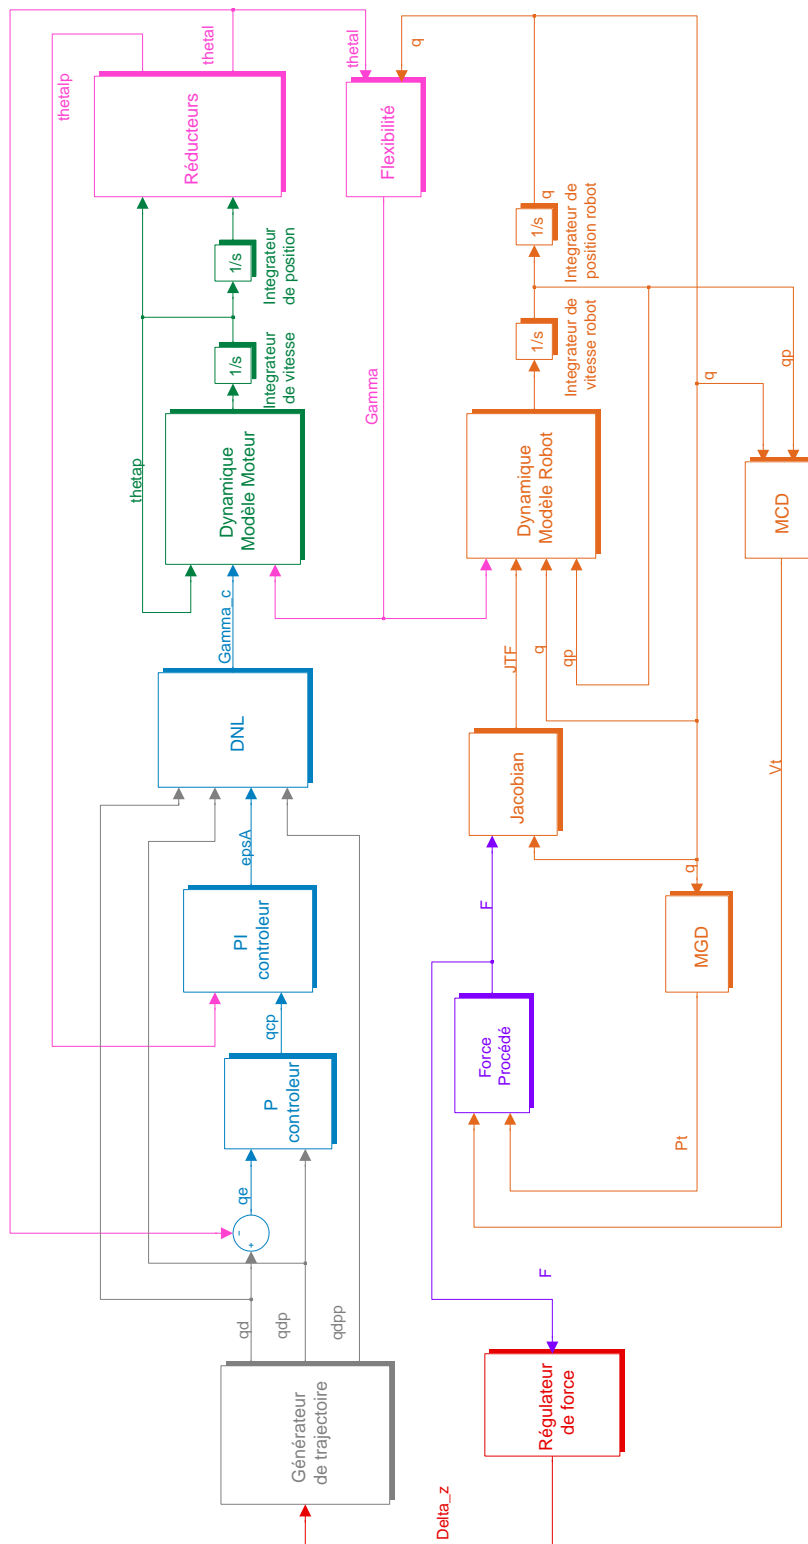 Générateur
de trajectoire
qd
qdp
qdpp
+
-
qe
P
controleur
qcp
PI
controleur
epsA
DNL
Gamma_c
Dynamique
Modèle Moteur
thetap
1/s
Integrateur
de vitesse
1/s
Integrateur
de position
Réducteurs
thetalp
thetal
thetal
q
Flexibilité
Gamma
Delta_z
Régulateur
de force
F
Force
Procédé
F
Jacobian
JTF
q
qp
Dynamique
Modèle Robot
1/s
Integrateur de
vitesse robot
1/s
Integrateur de
position robot
q
Pt
MGD
q
Vt
MCD
q
qp